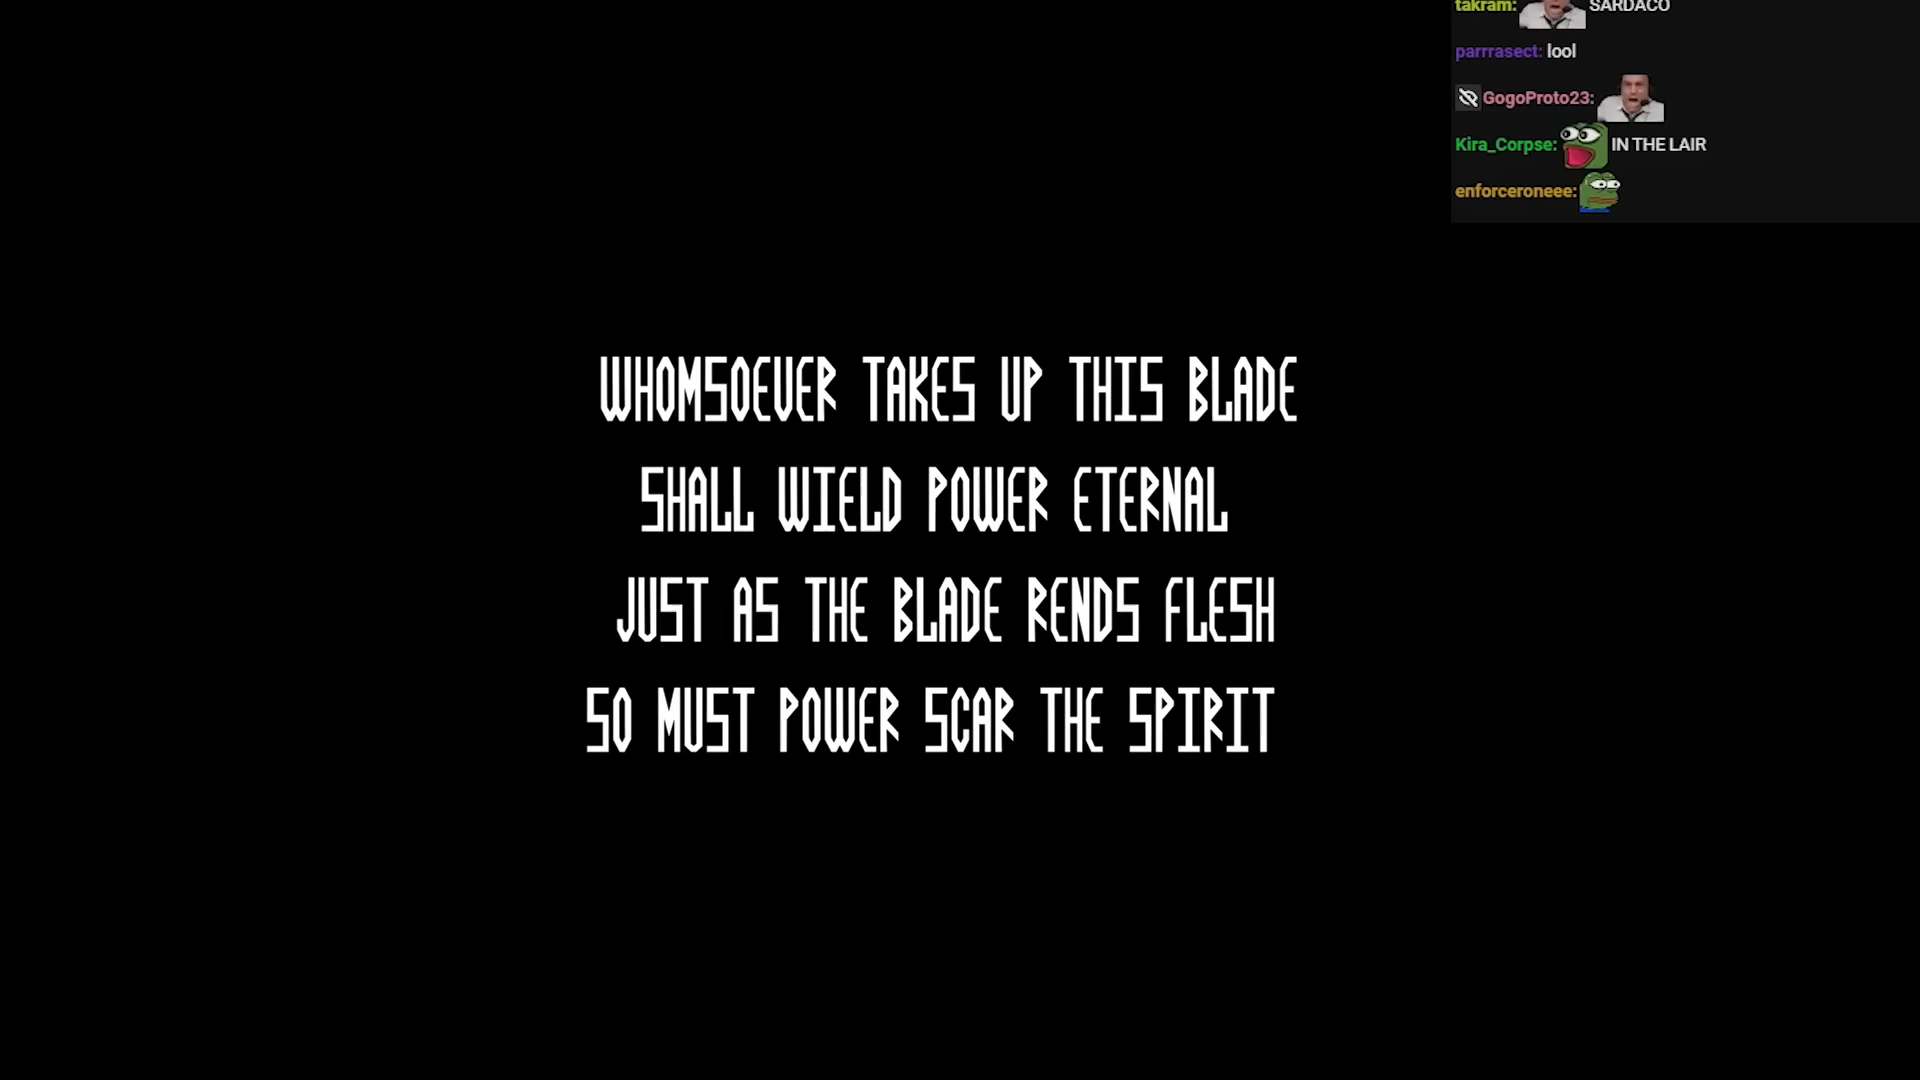 takram: SARDACO
parrrasect: lool
GogoProto23:
Kira_Corpse: IN THE LAIR
enforceroneee:
WHOMSOEVER TAKES UP THIS BLADE
SHALL WIELD POWER ETERNAL
JUST AS THE BLADE RENDS FLESH
SO MUST POWER SCAR THE SPIRIT